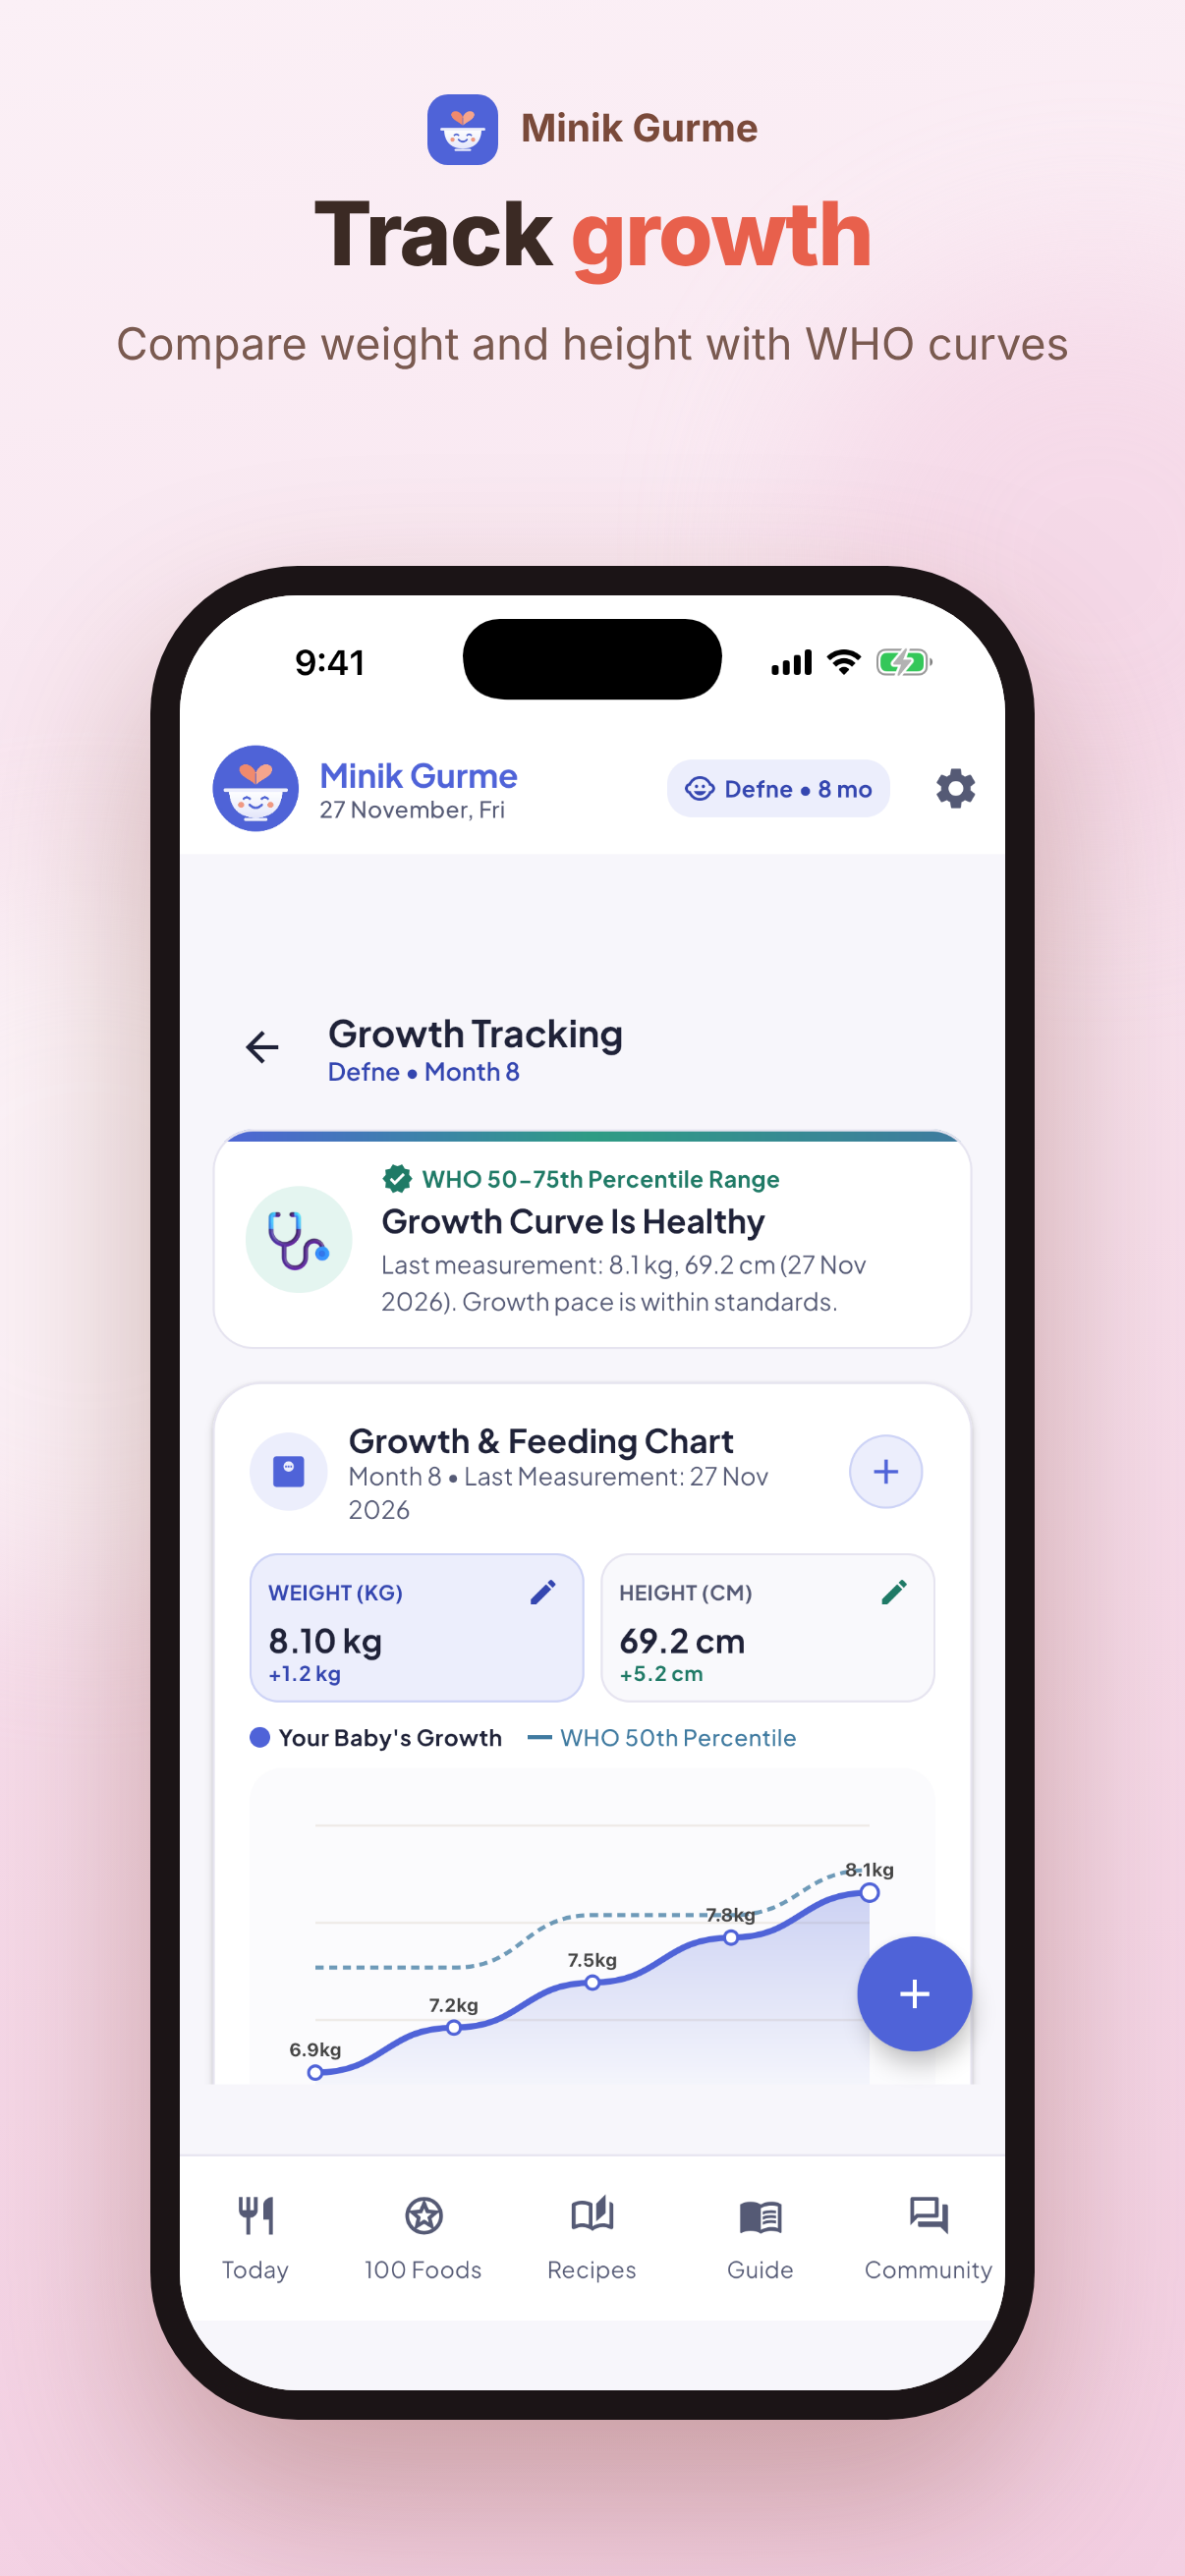 Minik Gurme
Track growth
Compare weight and height with WHO curves
9:41
Minik Gurme
27 November, Fri
Defne • 8 mo
Growth Tracking
Defne • Month 8
WHO 50-75th Percentile Range
Growth Curve Is Healthy
Last measurement: 8.1 kg, 69.2 cm (27 Nov
2026). Growth pace is within standards.
Growth & Feeding Chart
Month 8 • Last Measurement: 27 Nov
2026
WEIGHT (KG)
8.10 kg
+1.2 kg
HEIGHT (CM)
69.2 cm
+5.2 cm
Your Baby's Growth
WHO 50th Percentile
8.1kg
7.8kg
7.5kg
7.2kg
6.9kg
Today
100 Foods
Recipes
Guide
Community